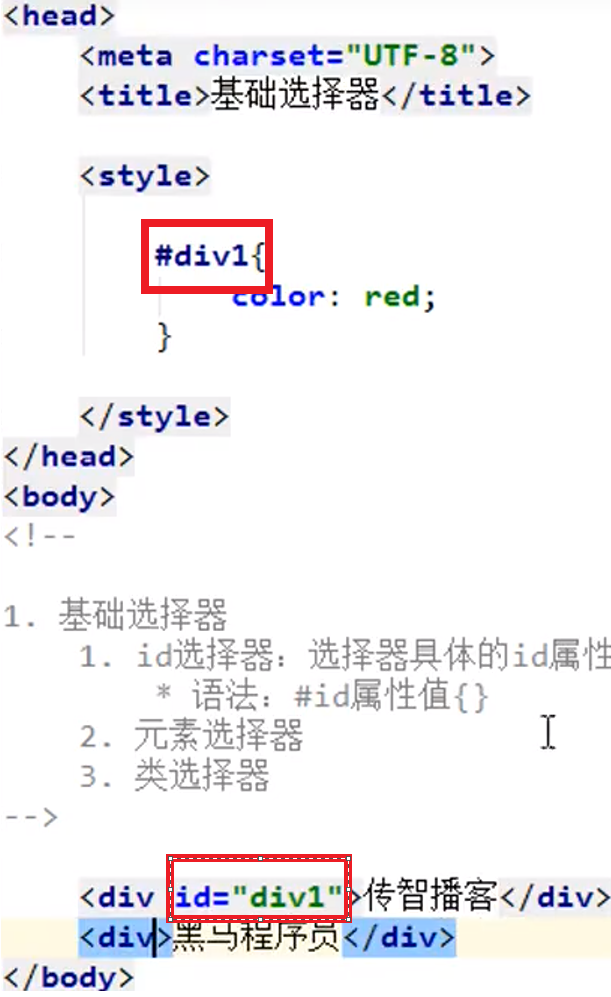 <head>
<meta charset="UTF-8">
<title>基础选择器</title>
<style>
#div1{
color: red;
}
</style>
</head>
<body>
<!--
1. 基础选择器
1. id选择器：选择器具体的id属性
* 语法：#id属性值{}
2. 元素选择器
3. 类选择器
-->
<div id="div1">传智播客</div>
<div>黑马程序员</div>
</body>